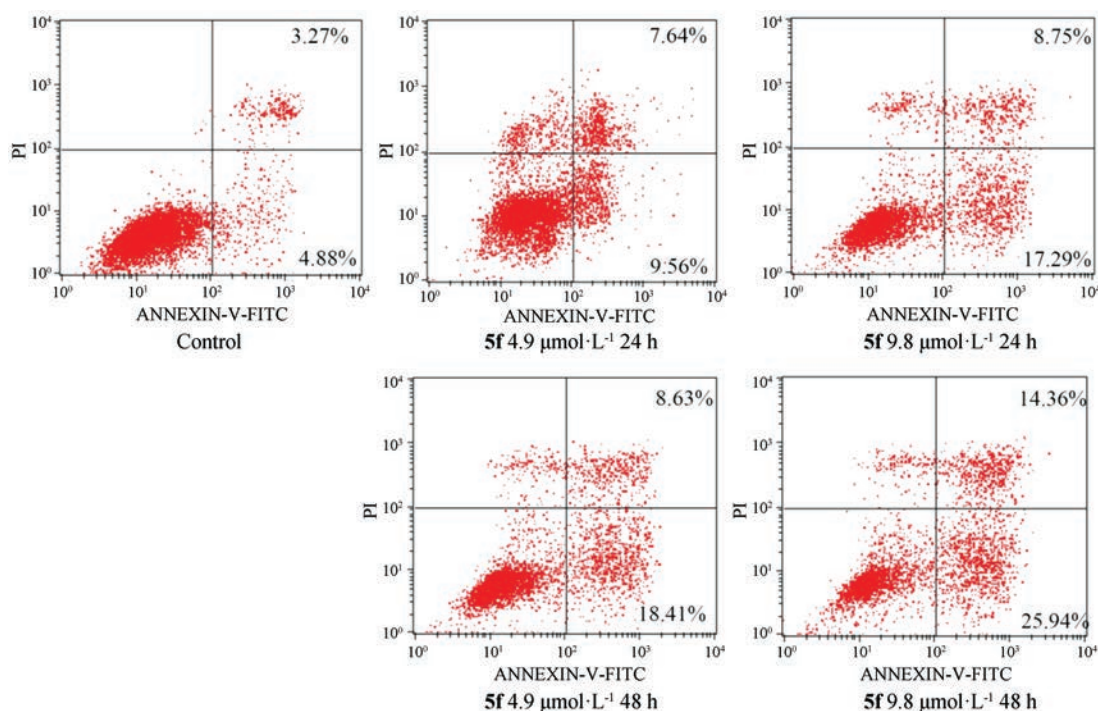 3.27%
4.88%
PI
10⁴
10³
10²
10¹
10⁰
10⁰ 10¹ 10² 10³ 10⁴
ANNEXIN-V-FITC
Control
7.64%
9.56%
PI
10⁴
10³
10²
10¹
10⁰
10⁰ 10¹ 10² 10³ 10⁴
ANNEXIN-V-FITC
5f 4.9 μmol·L⁻¹ 24 h
8.75%
17.29%
PI
10⁴
10³
10²
10¹
10⁰
10⁰ 10¹ 10² 10³ 10⁴
ANNEXIN-V-FITC
5f 9.8 μmol·L⁻¹ 24 h
8.63%
18.41%
PI
10⁴
10³
10²
10¹
10⁰
10⁰ 10¹ 10² 10³ 10⁴
ANNEXIN-V-FITC
5f 4.9 μmol·L⁻¹ 48 h
14.36%
25.94%
PI
10⁴
10³
10²
10¹
10⁰
10⁰ 10¹ 10² 10³ 10⁴
ANNEXIN-V-FITC
5f 9.8 μmol·L⁻¹ 48 h